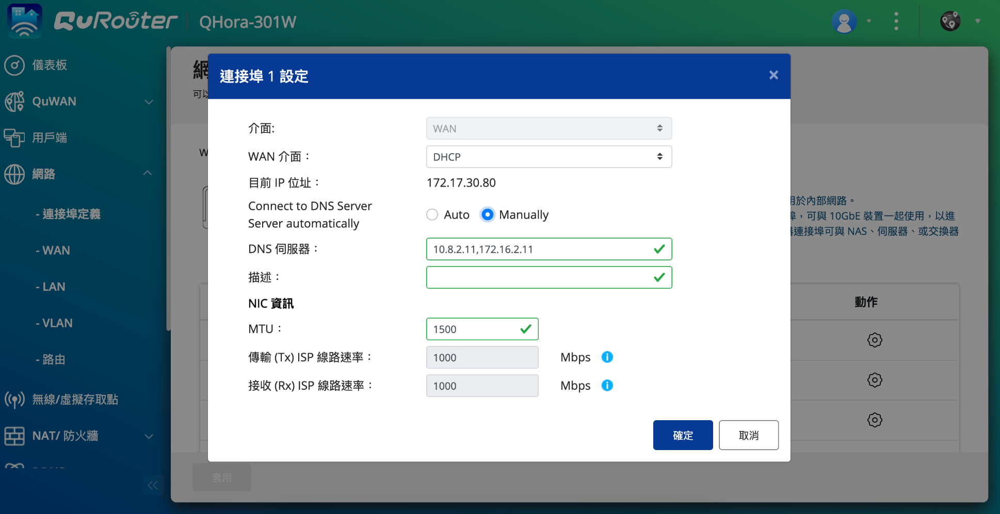 QuRouter
QHora-301W
儀表板
QuWAN
用戶端
網路
- 連接埠定義
- WAN
- LAN
- VLAN
- 路由
無線/虛擬存取點
NAT/ 防火牆
網
可以
W
連接埠 1 設定
×
介面:
WAN
WAN 介面：
DHCP
目前 IP 位址：
172.17.30.80
Connect to DNS Server
Server automatically
Auto
Manually
DNS 伺服器：
10.8.2.11,172.16.2.11
描述：
NIC 資訊
MTU：
1500
傳輸 (Tx) ISP 線路速率：
1000
Mbps
接收 (Rx) ISP 線路速率：
1000
Mbps
確定
取消
用於內部網路。
埠，可與 10GbE 裝置一起使用，以進
連接埠可與 NAS、伺服器、或交換器
動作
套用